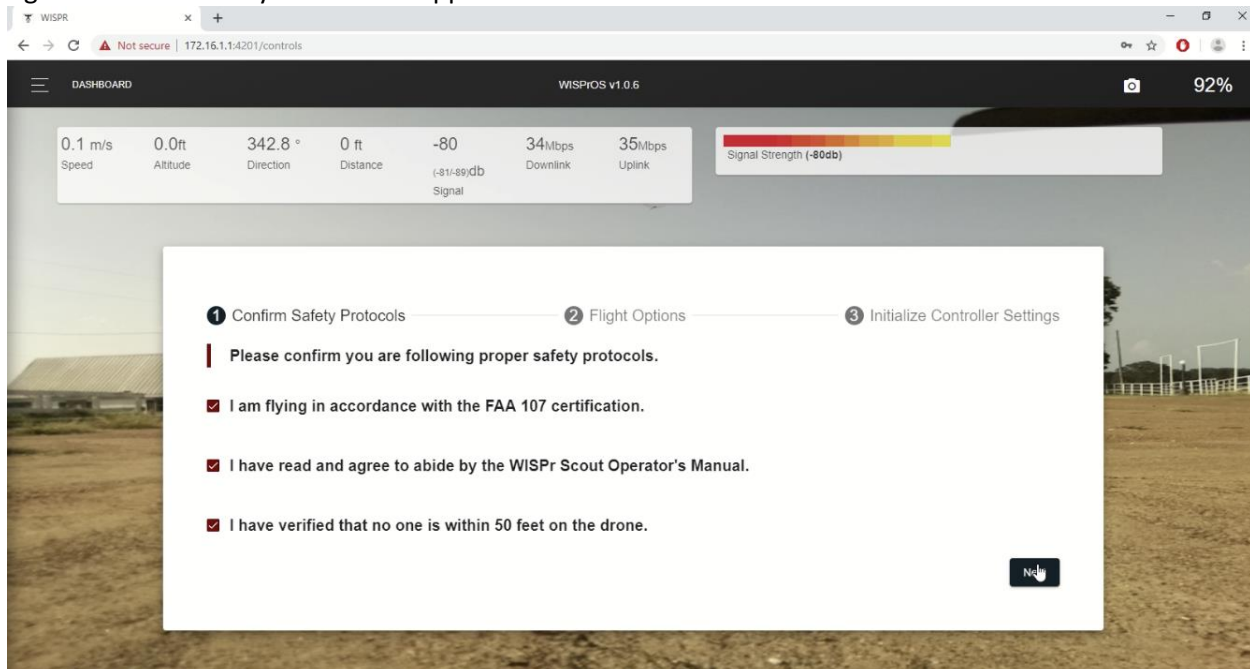 WISPR
Not secure | 172.16.1.1:4201/controls
DASHBOARD
WISPrOS v1.0.6
92%
0.1 m/s
Speed
0.0ft
Altitude
342.8 °
Direction
0 ft
Distance
-80
(-81/-89)db
Signal
34Mbps
Downlink
35Mbps
Uplink
Signal Strength (-80db)
1 Confirm Safety Protocols
2 Flight Options
3 Initialize Controller Settings
Please confirm you are following proper safety protocols.
I am flying in accordance with the FAA 107 certification.
I have read and agree to abide by the WISPr Scout Operator's Manual.
I have verified that no one is within 50 feet on the drone.